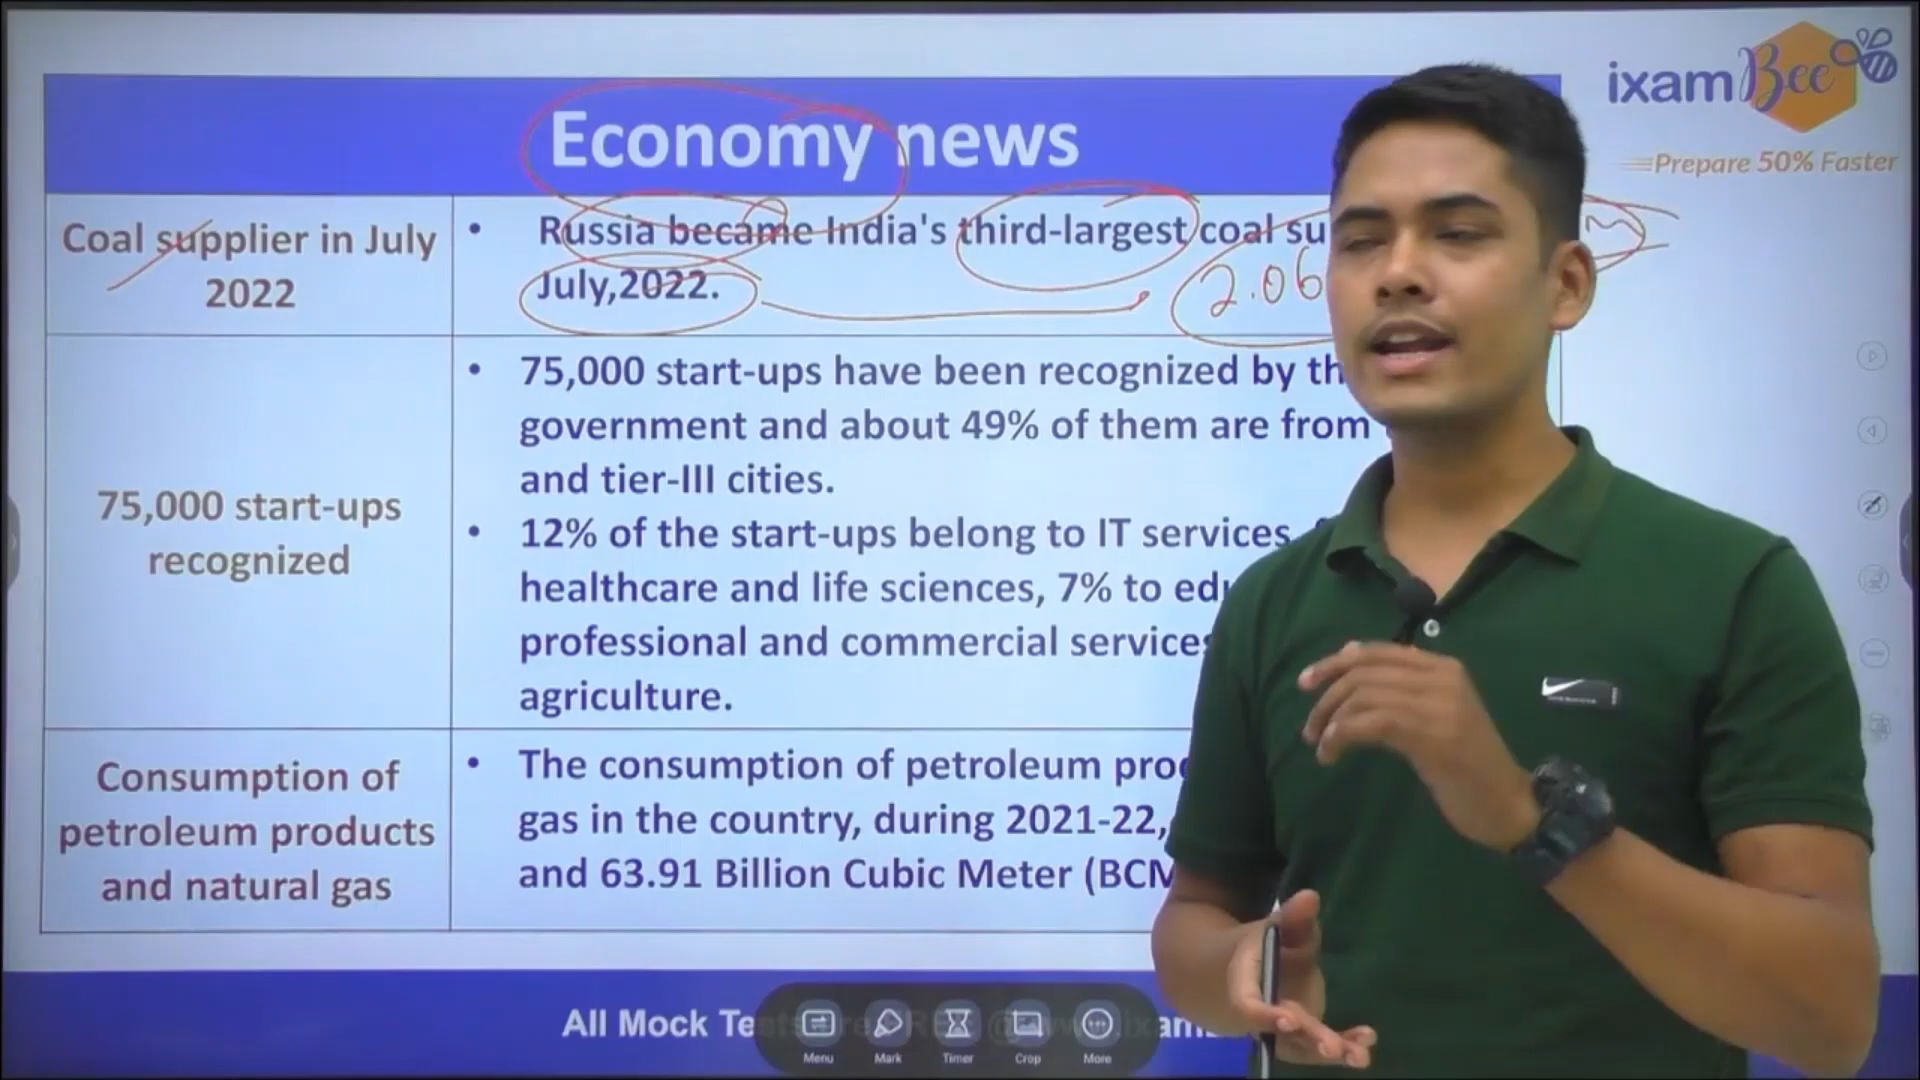 ixamBee
Prepare 50% Faster
Economy news
Coal supplier in July
2022
• Russia became India's third-largest coal su
July,2022.
2.06
75,000 start-ups
recognized
• 75,000 start-ups have been recognized by th
government and about 49% of them are from
and tier-III cities.
• 12% of the start-ups belong to IT services,
healthcare and life sciences, 7% to edu
professional and commercial services
agriculture.
Consumption of
petroleum products
and natural gas
• The consumption of petroleum prod
gas in the country, during 2021-22,
and 63.91 Billion Cubic Meter (BCM
All Mock Te
Menu Mark Timer Crop More